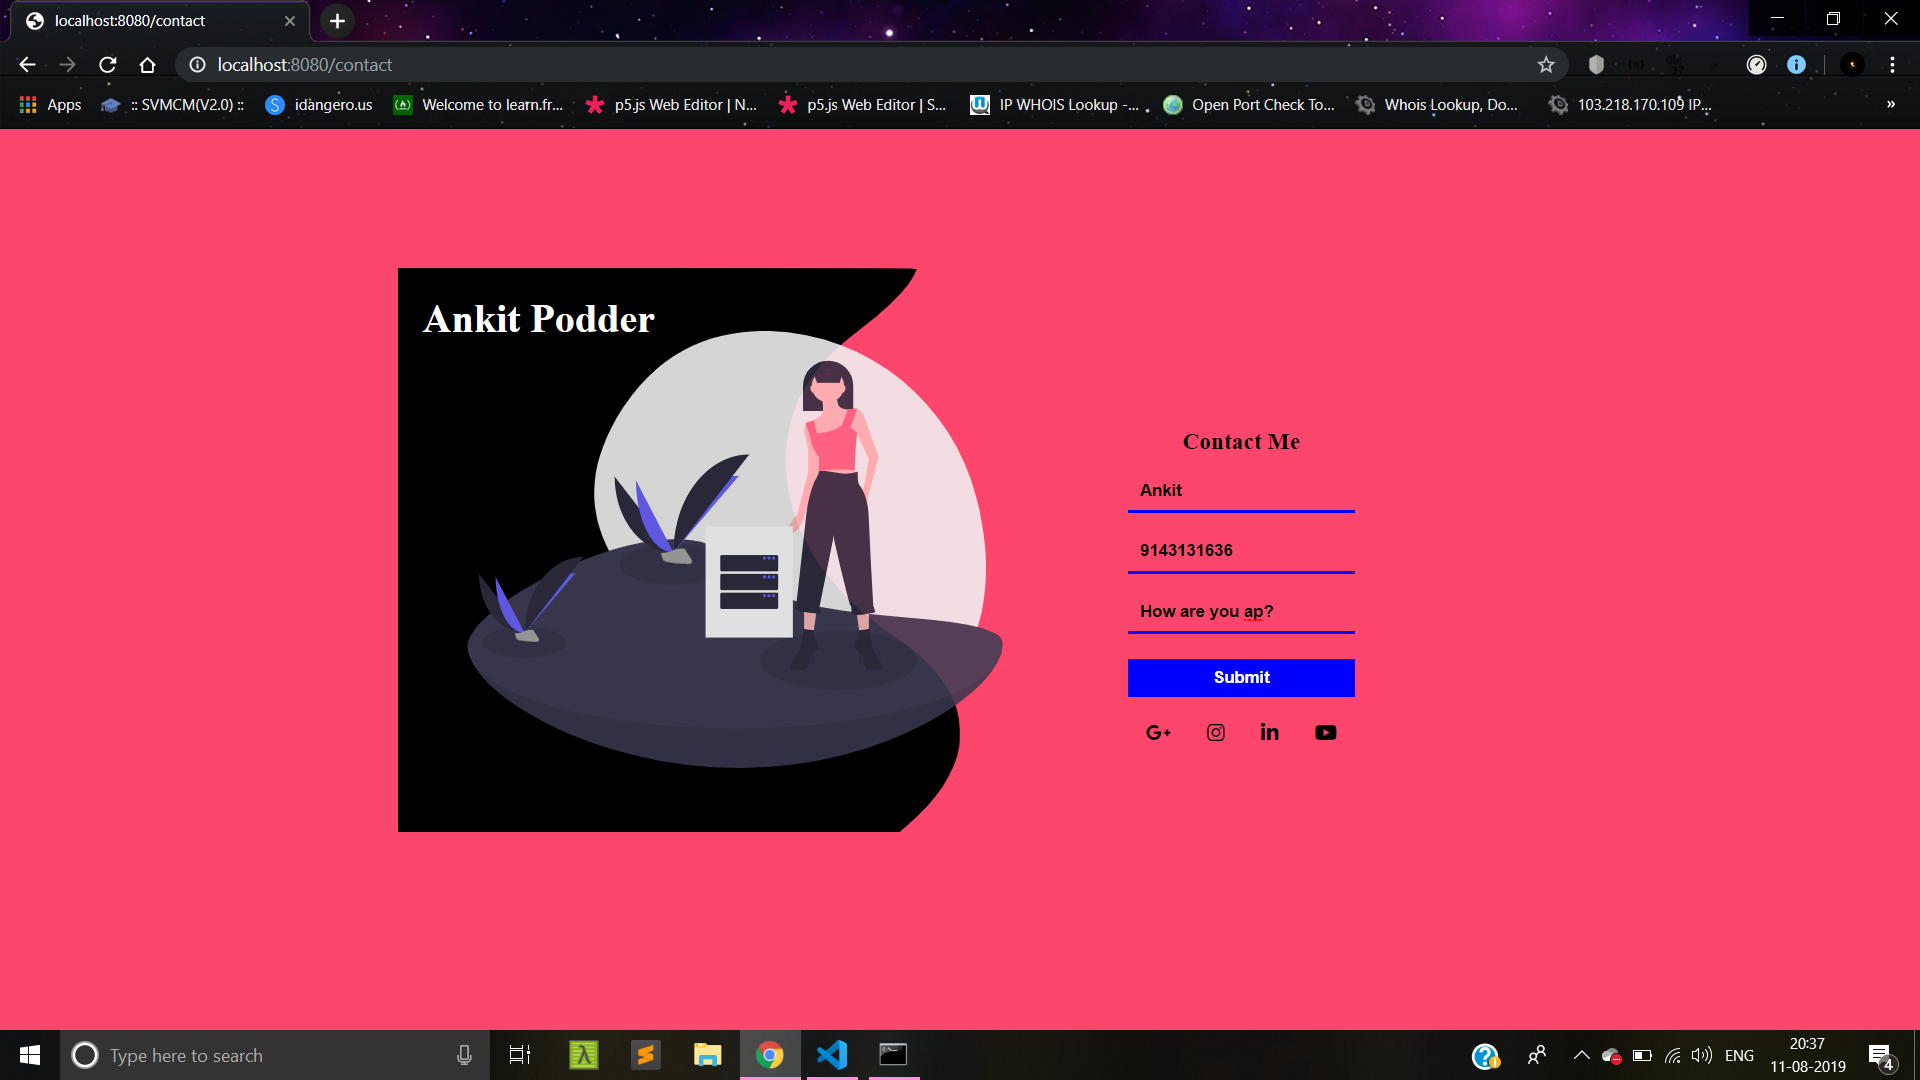 localhost:8080/contact
localhost:8080/contact
Apps
:: SVMCM(V2.0) ::
idangero.us
Welcome to learn.fr...
p5.js Web Editor | N...
p5.js Web Editor | S...
IP WHOIS Lookup -...
Open Port Check To...
Whois Lookup, Do...
103.218.170.109 IP...
»
Ankit Podder
Contact Me
Ankit
9143131636
How are you ap?
Submit
G+
in
Type here to search
ENG
20:37
11-08-2019
4